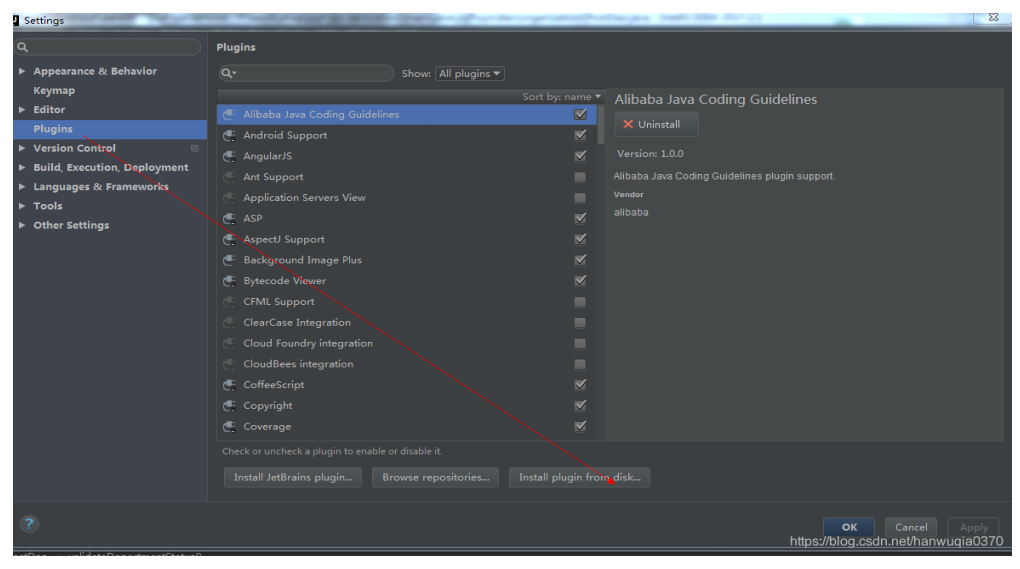 Settings
Plugins
Appearance & Behavior
Keymap
Editor
Plugins
Version Control
Build, Execution, Deployment
Languages & Frameworks
Tools
Other Settings
Show: All plugins
Sort by: name
Alibaba Java Coding Guidelines
Android Support
AngularJS
Ant Support
Application Servers View
ASP
AspectJ Support
Background Image Plus
Bytecode Viewer
CFML Support
ClearCase Integration
Cloud Foundry integration
CloudBees integration
CoffeeScript
Copyright
Coverage
Check or uncheck a plugin to enable or disable it.
Install JetBrains plugin...
Browse repositories...
Install plugin from disk...
Alibaba Java Coding Guidelines
Uninstall
Version: 1.0.0
Alibaba Java Coding Guidelines plugin support.
Vendor
alibaba
?
OK
Cancel
Apply
https://blog.csdn.net/hanwuqia0370